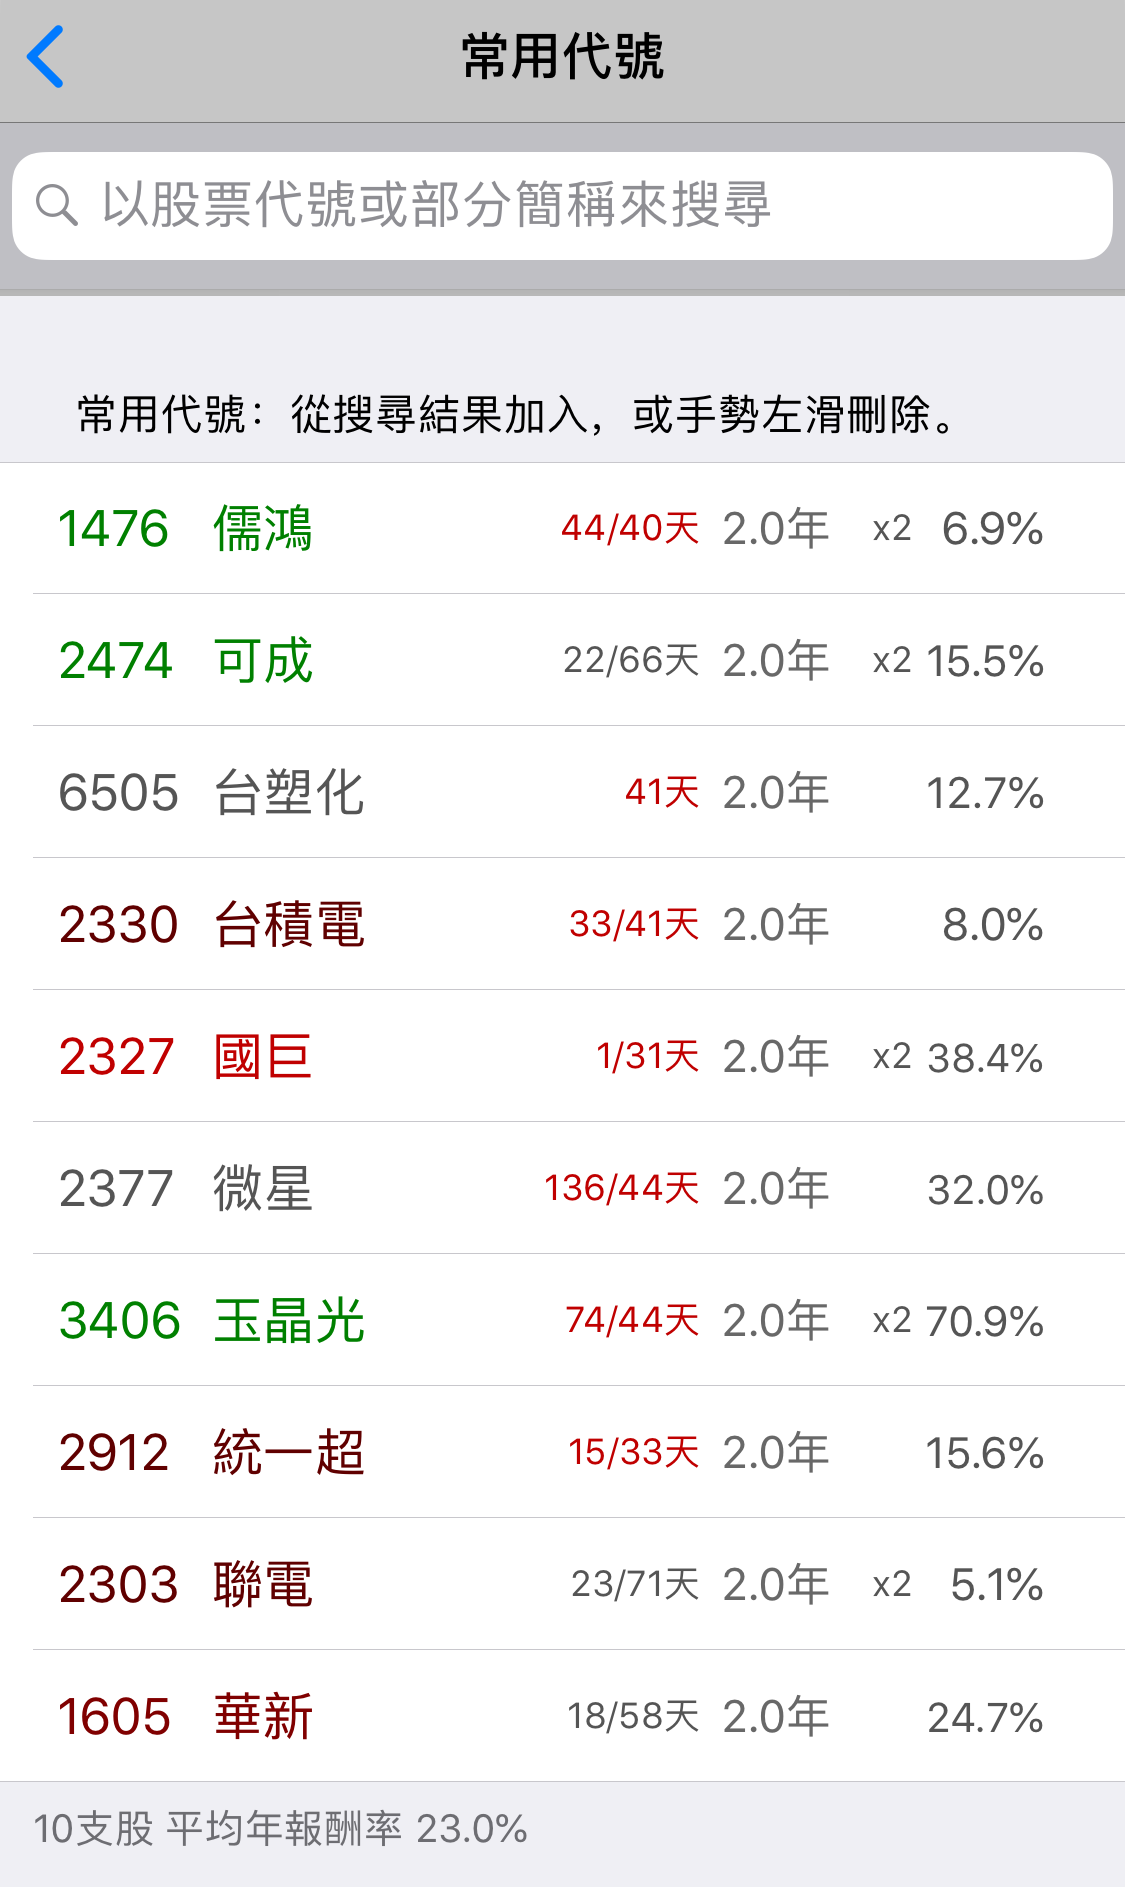 常用代號
以股票代號或部分簡稱來搜尋
常用代號：從搜尋結果加入，或手勢左滑刪除。
1476 儒鴻 44/40天 2.0年 x2 6.9%
2474 可成 22/66天 2.0年 x2 15.5%
6505 台塑化 41天 2.0年 12.7%
2330 台積電 33/41天 2.0年 8.0%
2327 國巨 1/31天 2.0年 x2 38.4%
2377 微星 136/44天 2.0年 32.0%
3406 玉晶光 74/44天 2.0年 x2 70.9%
2912 統一超 15/33天 2.0年 15.6%
2303 聯電 23/71天 2.0年 x2 5.1%
1605 華新 18/58天 2.0年 24.7%
10支股 平均年報酬率 23.0%